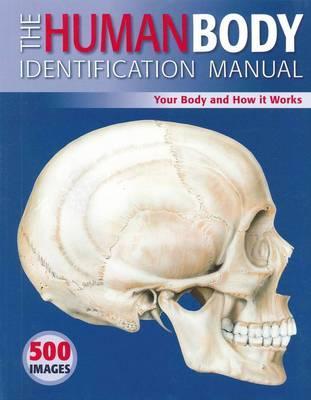 THE HUMAN BODY
IDENTIFICATION MANUAL
Your Body and How it Works
500
IMAGES